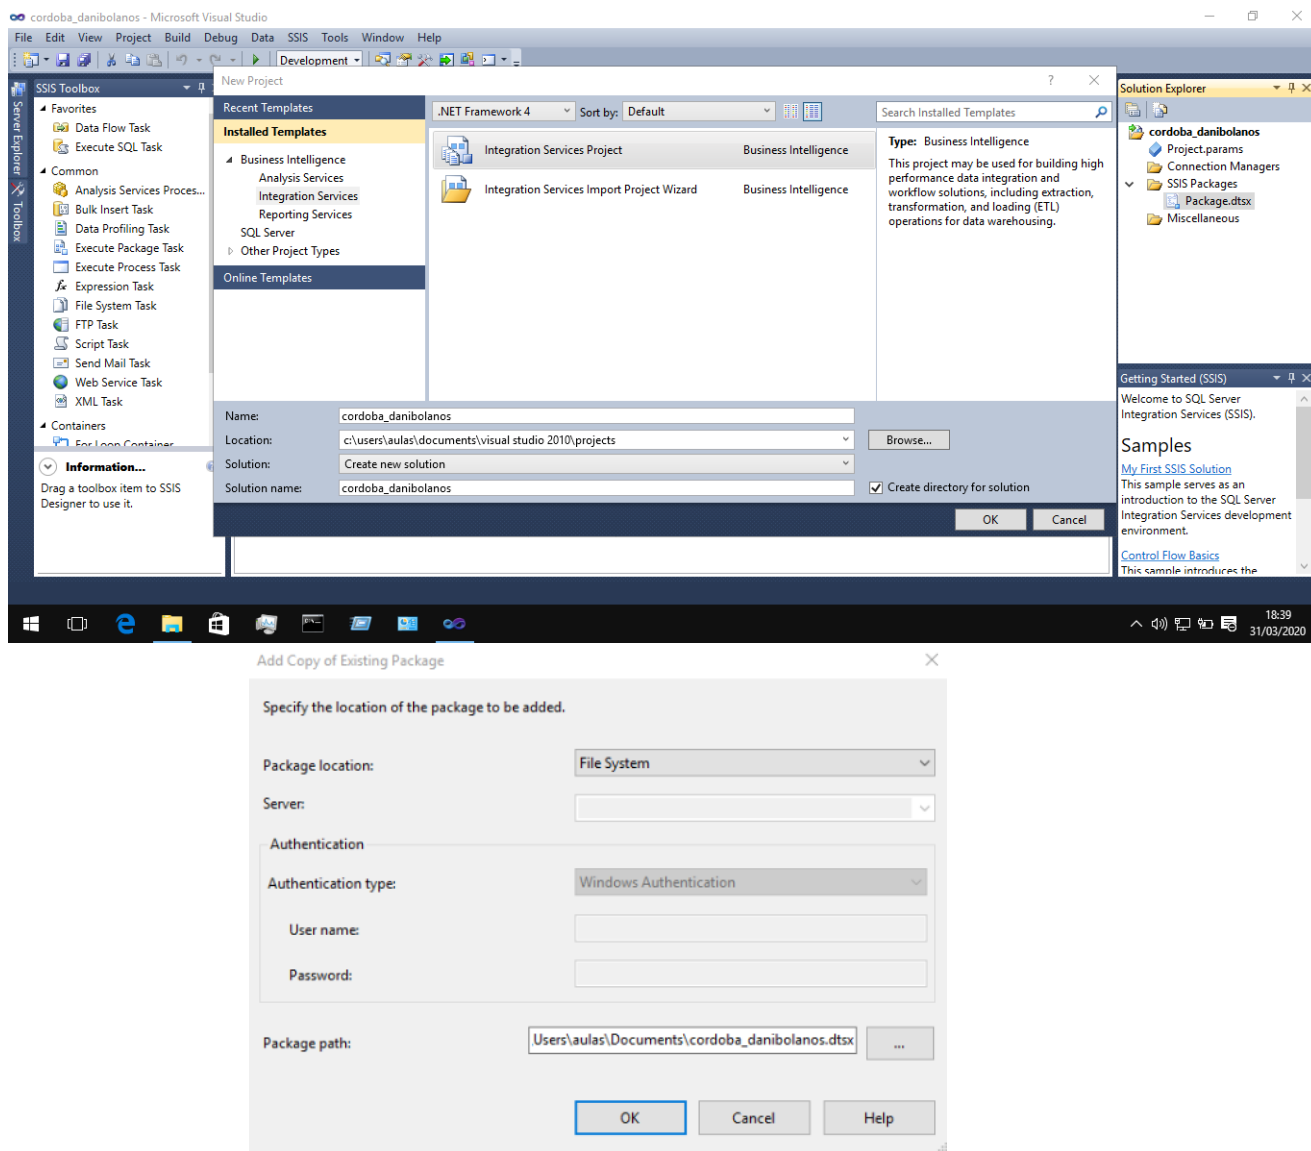 cordoba_danibolanos - Microsoft Visual Studio
File Edit View Project Build Debug Data SSIS Tools Window Help
Development
Server Explorer
Toolbox
SSIS Toolbox
Favorites
Data Flow Task
Execute SQL Task
Common
Analysis Services Proces...
Bulk Insert Task
Data Profiling Task
Execute Package Task
Execute Process Task
Expression Task
File System Task
FTP Task
Script Task
Send Mail Task
Web Service Task
XML Task
Containers
For Loop Container
Information...
Drag a toolbox item to SSIS
Designer to use it.
New Project
Recent Templates
Installed Templates
Business Intelligence
Analysis Services
Integration Services
Reporting Services
SQL Server
Other Project Types
Online Templates
.NET Framework 4 Sort by: Default
Integration Services Project Business Intelligence
Integration Services Import Project Wizard Business Intelligence
Search Installed Templates
Type: Business Intelligence
This project may be used for building high
performance data integration and
workflow solutions, including extraction,
transformation, and loading (ETL)
operations for data warehousing.
Name: cordoba_danibolanos
Location: c:\users\aulas\documents\visual studio 2010\projects Browse...
Solution: Create new solution
Solution name: cordoba_danibolanos Create directory for solution
OK Cancel
Solution Explorer
cordoba_danibolanos
Project.params
Connection Managers
SSIS Packages
Package.dtsx
Miscellaneous
Getting Started (SSIS)
Welcome to SQL Server
Integration Services (SSIS).
Samples
My First SSIS Solution
This sample serves as an
introduction to the SQL Server
Integration Services development
environment.
Control Flow Basics
This sample introduces the
18:39
31/03/2020
Add Copy of Existing Package
Specify the location of the package to be added.
Package location: File System
Server:
Authentication
Authentication type: Windows Authentication
User name:
Password:
Package path: Users\aulas\Documents\cordoba_danibolanos.dtsx ...
OK Cancel Help